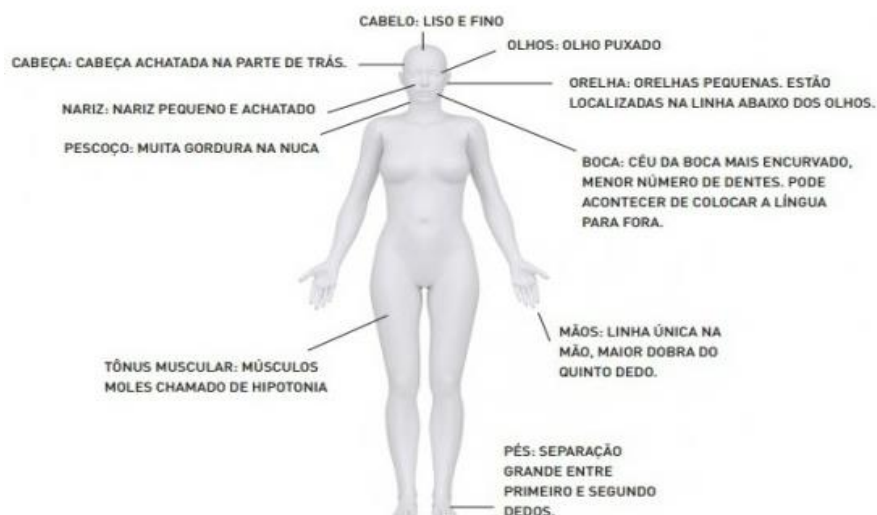 CABELO: LISO E FINO
OLHOS: OLHO PUXADO
CABEÇA: CABEÇA ACHATADA NA PARTE DE TRÁS.
ORELHA: ORELHAS PEQUENAS. ESTÃO
LOCALIZADAS NA LINHA ABAIXO DOS OLHOS.
NARIZ: NARIZ PEQUENO E ACHATADO
PESCOÇO: MUITA GORDURA NA NUCA
BOCA: CÉU DA BOCA MAIS ENCURVADO,
MENOR NÚMERO DE DENTES. PODE
ACONTECER DE COLOCAR A LÍNGUA
PARA FORA.
MÃOS: LINHA ÚNICA NA
MÃO, MAIOR DOBRA DO
QUINTO DEDO.
TÔNUS MUSCULAR: MÚSCULOS
MOLES CHAMADO DE HIPOTONIA
PÉS: SEPARAÇÃO
GRANDE ENTRE
PRIMEIRO E SEGUNDO
DEDOS.